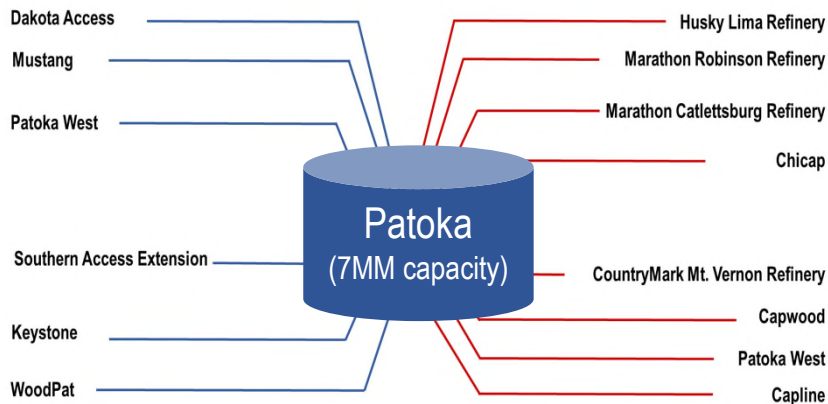 Dakota Access
Mustang
Patoka West
Southern Access Extension
Keystone
WoodPat
Patoka
(7MM capacity)
Husky Lima Refinery
Marathon Robinson Refinery
Marathon Catlettsburg Refinery
Chicap
CountryMark Mt. Vernon Refinery
Capwood
Patoka West
Capline